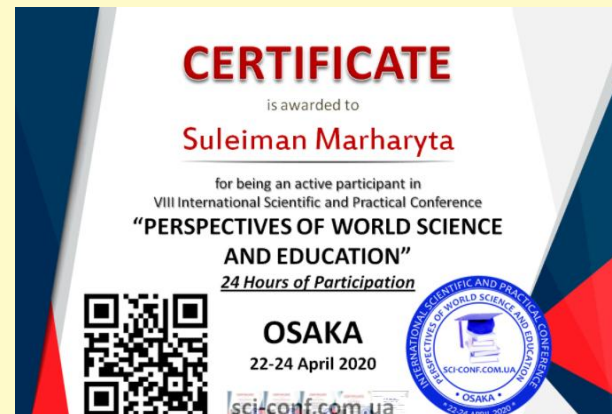 CERTIFICATE
is awarded to
Suleiman Marharyta
for being an active participant in
VIII International Scientific and Practical Conference
“PERSPECTIVES OF WORLD SCIENCE
AND EDUCATION”
24 Hours of Participation
OSAKA
22-24 April 2020
sci-conf.com.ua
INTERNATIONAL SCIENTIFIC AND PRACTICAL CONFERENCE
PERSPECTIVES OF WORLD SCIENCE AND EDUCATION
SCI-CONF.COM.UA
• OSAKA •
• 22-24 APRIL 2020 •